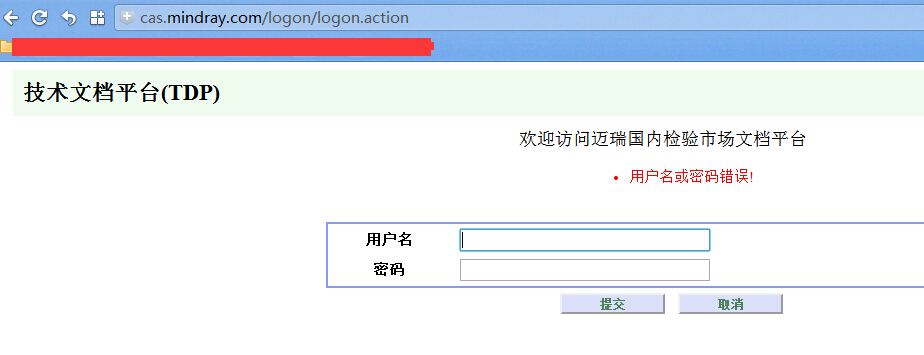 cas.mindray.com/logon/logon.action
技术文档平台(TDP)
欢迎访问迈瑞国内检验市场文档平台
用户名或密码错误!
用户名
密码
提交 取消